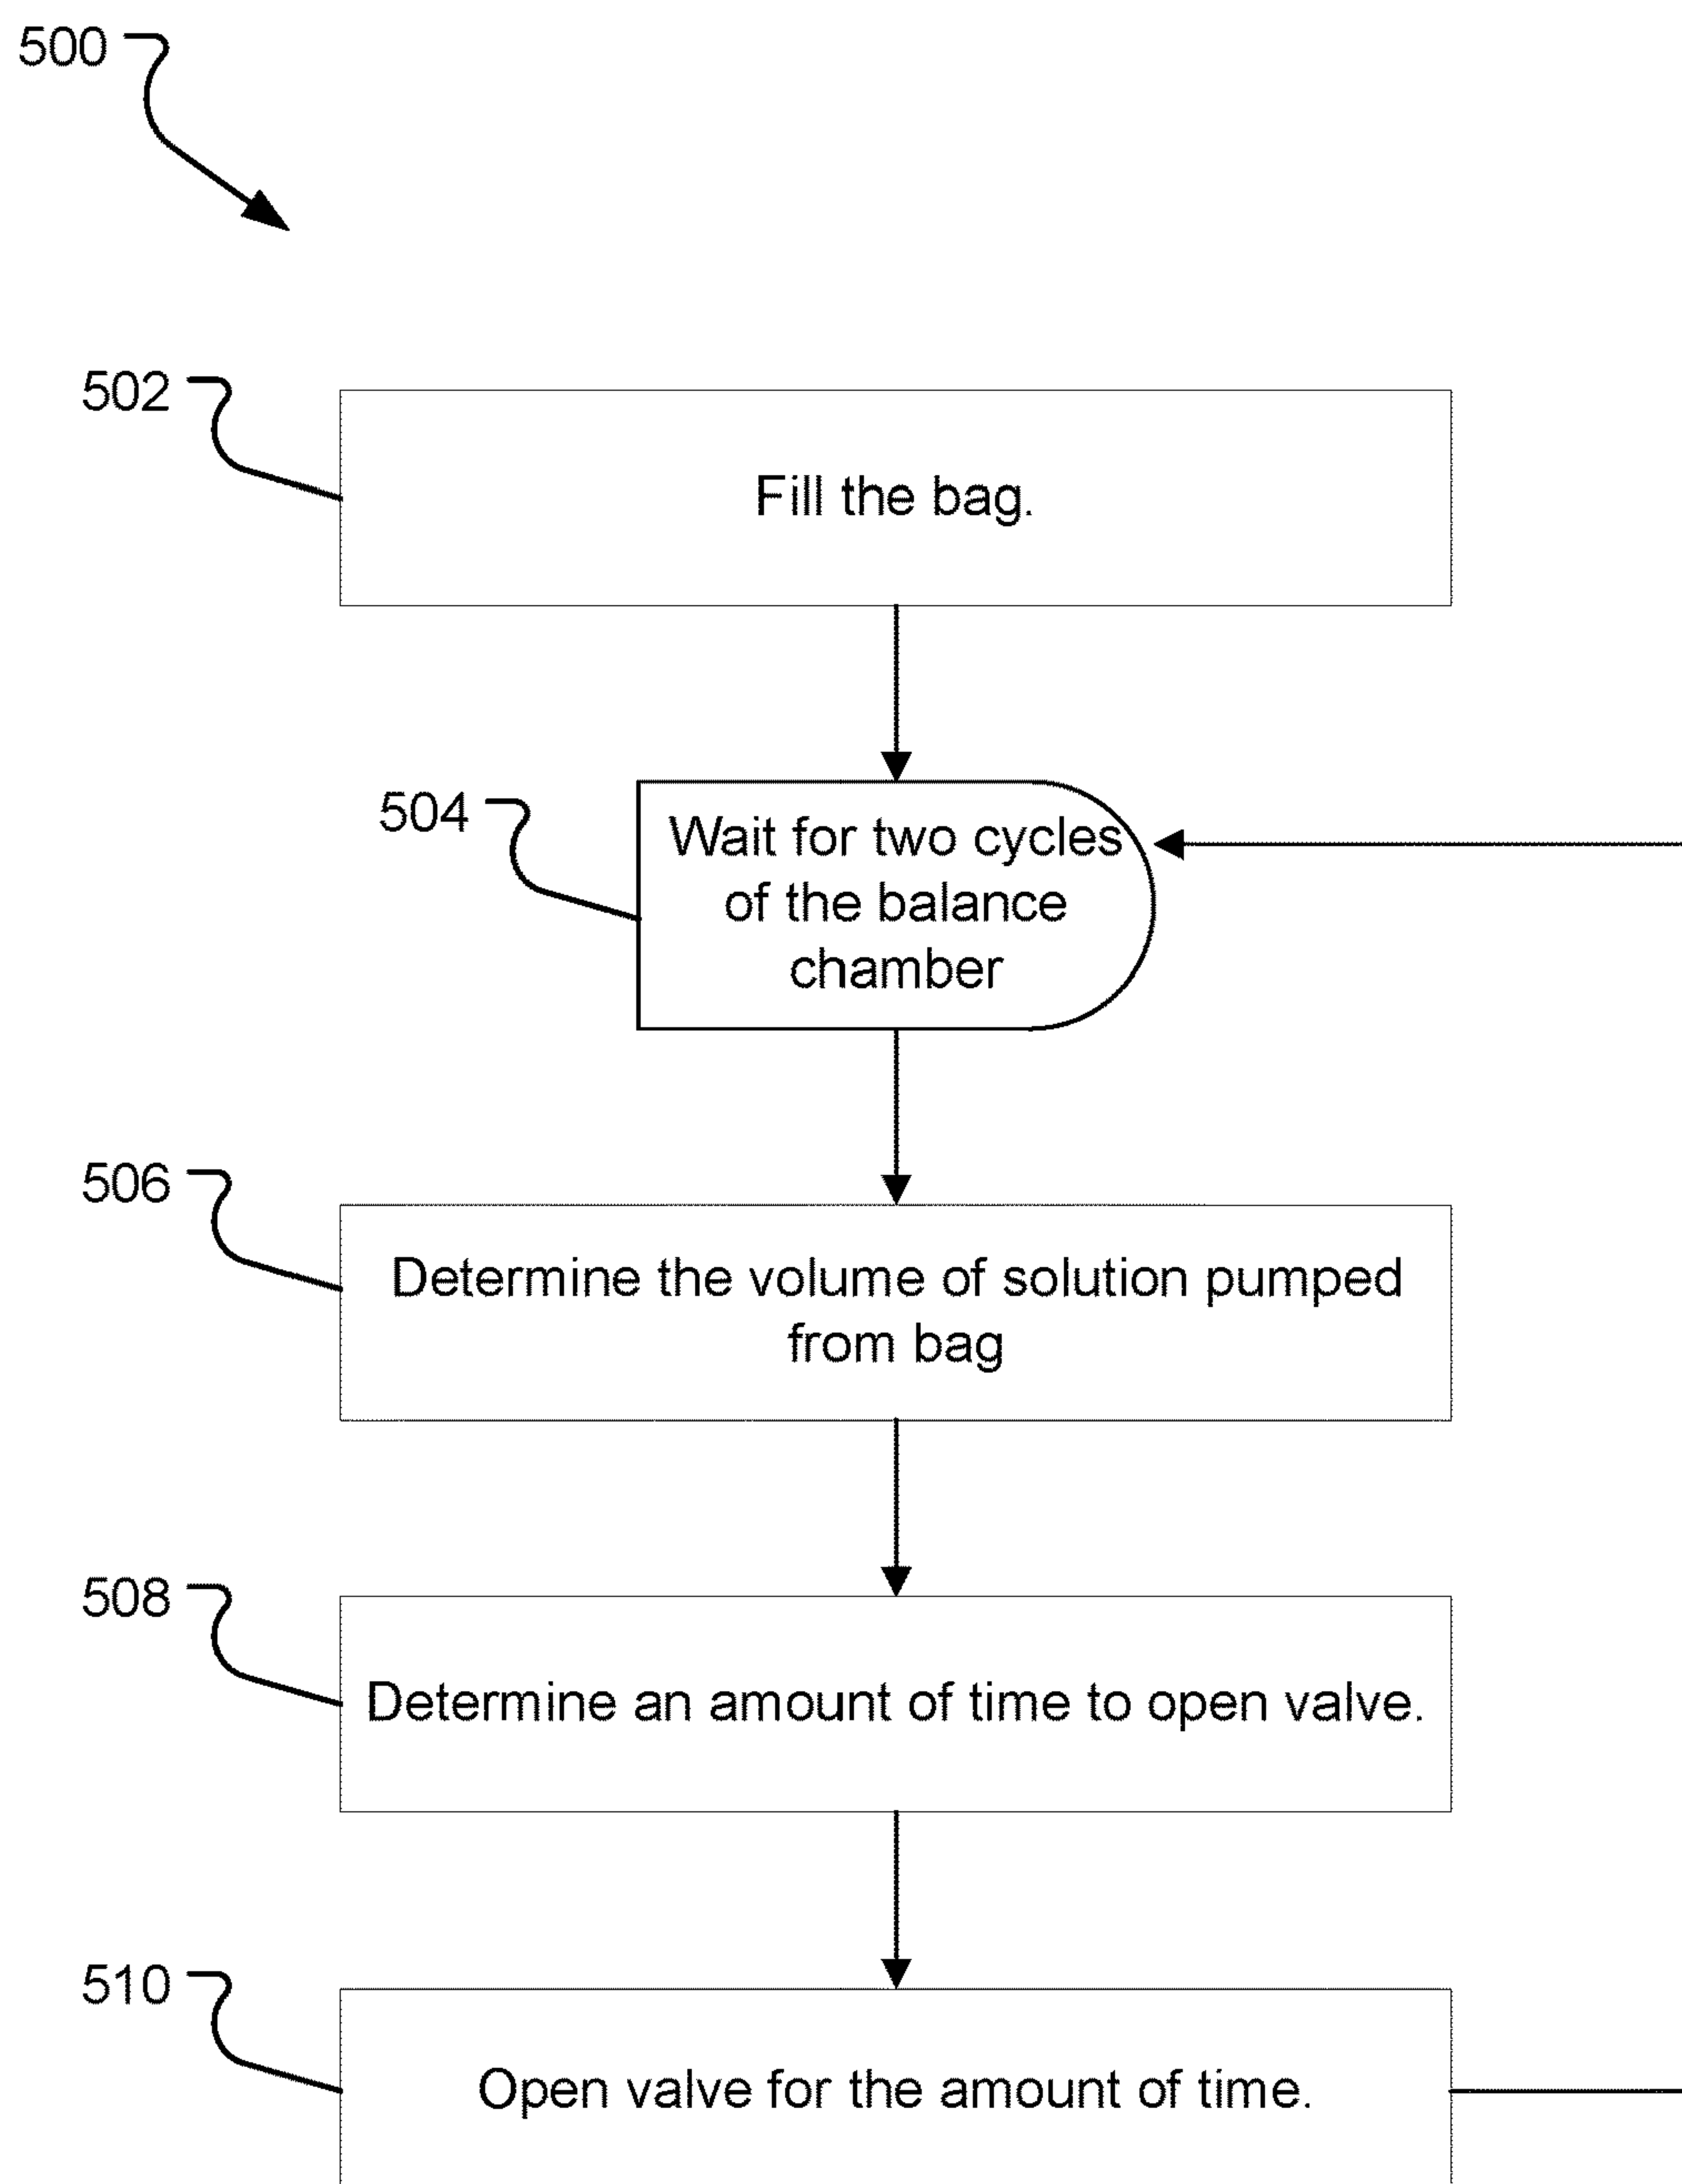 500
502
Fill the bag.
504
Wait for two cycles
of the balance
chamber
506
Determine the volume of solution pumped
from bag
508
Determine an amount of time to open valve.
510
Open valve for the amount of time.